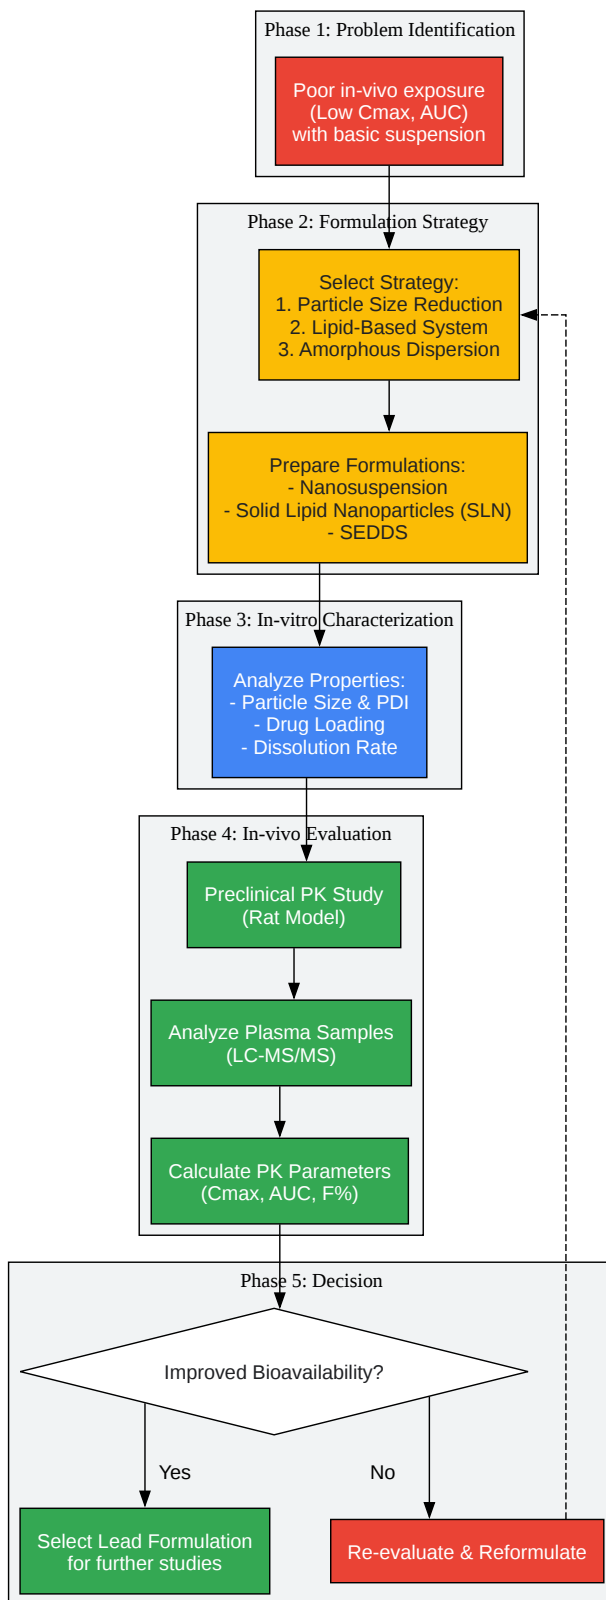 Phase 1: Problem Identification
Poor in-vivo exposure
(Low Cmax, AUC)
with basic suspension
Phase 2: Formulation Strategy
Select Strategy:
1. Particle Size Reduction
2. Lipid-Based System
3. Amorphous Dispersion
Prepare Formulations:
- Nanosuspension
- Solid Lipid Nanoparticles (SLN)
- SEDDS
Phase 3: In-vitro Characterization
Analyze Properties:
- Particle Size & PDI
- Drug Loading
- Dissolution Rate
Phase 4: In-vivo Evaluation
Preclinical PK Study
(Rat Model)
Analyze Plasma Samples
(LC-MS/MS)
Calculate PK Parameters
(Cmax, AUC, F%)
Phase 5: Decision
Improved Bioavailability?
Yes
No
Select Lead Formulation
for further studies
Re-evaluate & Reformulate